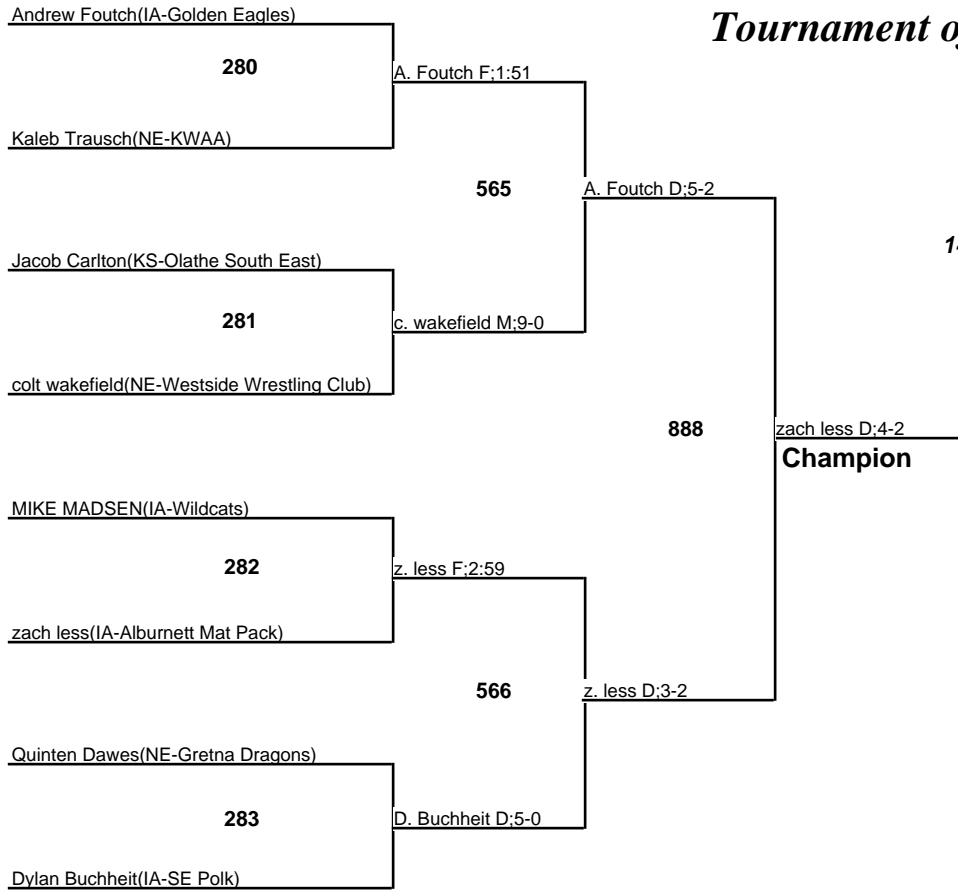 Andrew Foutch(IA-Golden Eagles)
Tournament of
280
A. Foutch F;1:51
Kaleb Trausch(NE-KWAA)
565
A. Foutch D;5-2
Jacob Carlton(KS-Olathe South East)
281
c. wakefield M;9-0
colt wakefield(NE-Westside Wrestling Club)
888
zach less D;4-2
Champion
MIKE MADSEN(IA-Wildcats)
282
z. less F;2:59
zach less(IA-Alburnett Mat Pack)
566
z. less D;3-2
Quinten Dawes(NE-Gretna Dragons)
283
D. Buchheit D;5-0
Dylan Buchheit(IA-SE Polk)